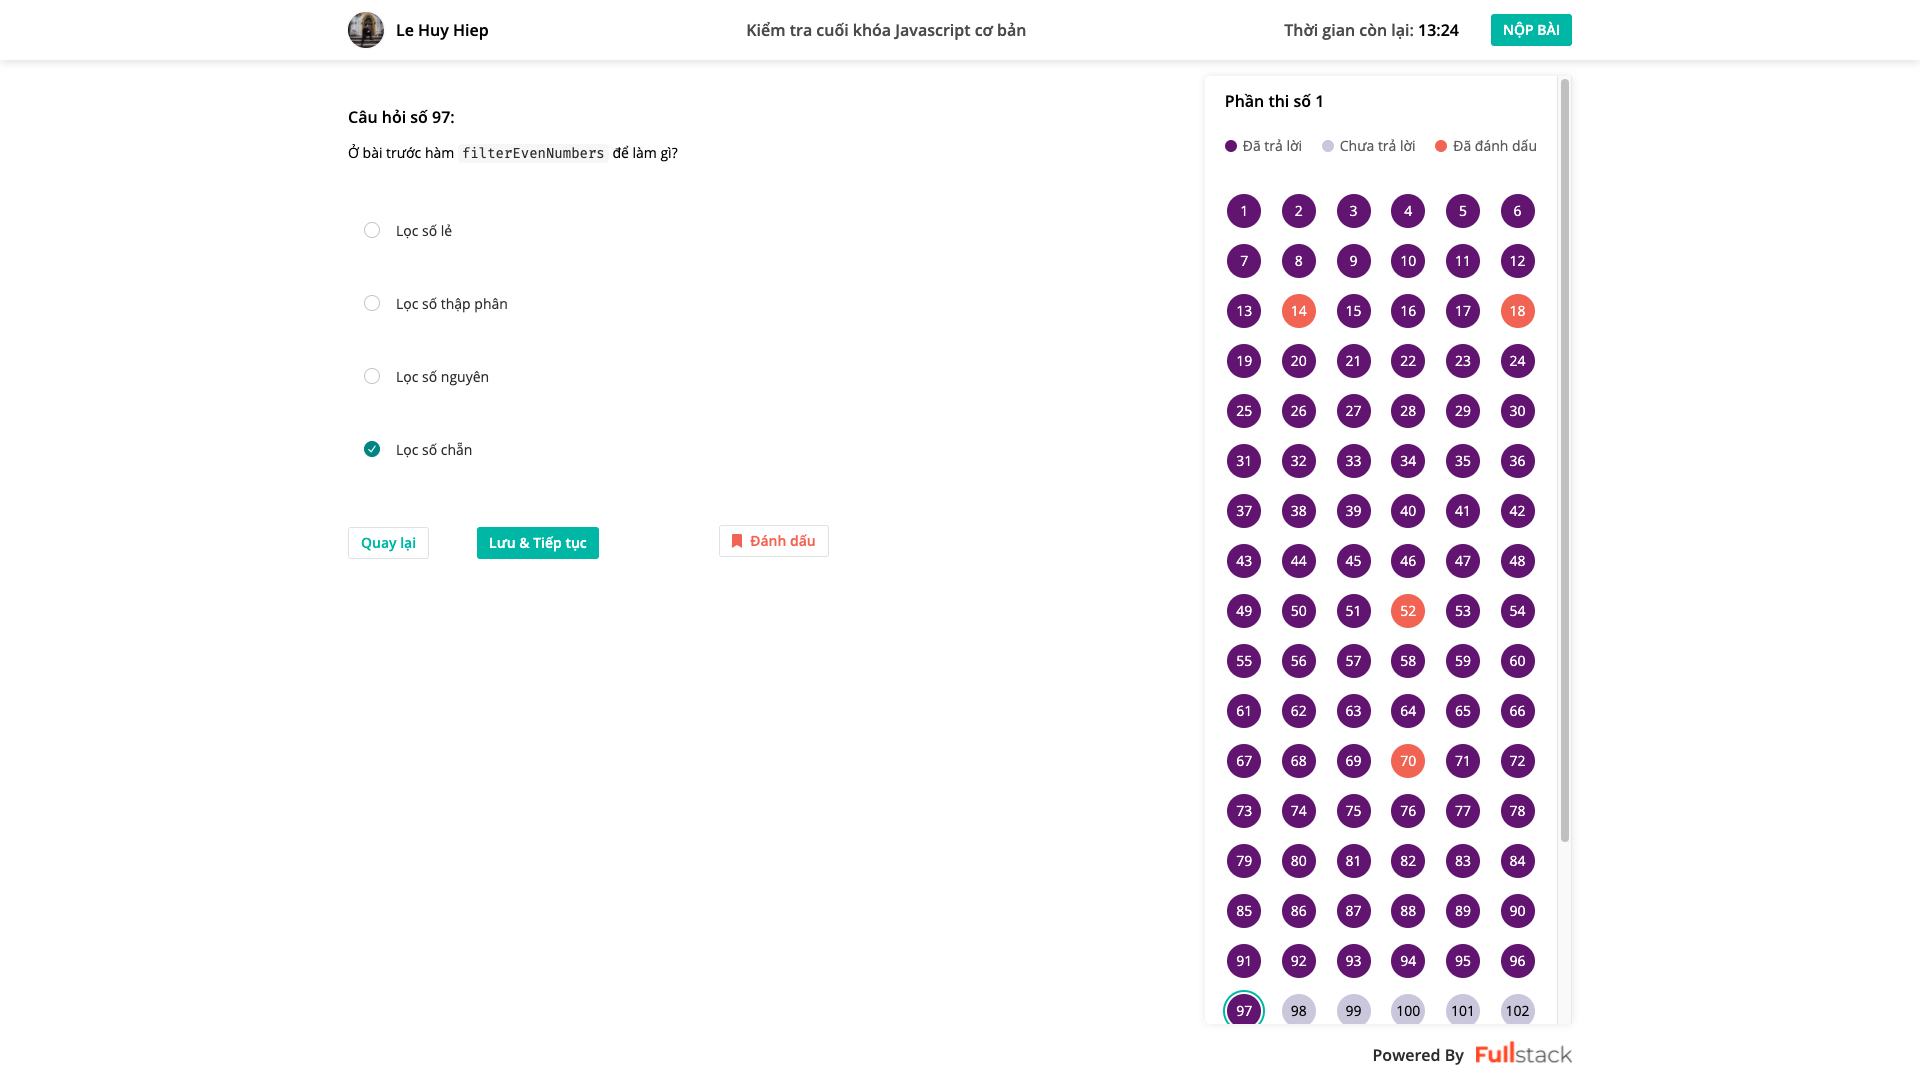 Le Huy Hiep
Kiểm tra cuối khóa Javascript cơ bản
Thời gian còn lại: 13:24
NỘP BÀI
Câu hỏi số 97:
Ở bài trước hàm filterEvenNumbers để làm gì?
Lọc số lẻ
Lọc số thập phân
Lọc số nguyên
Lọc số chẵn
Quay lại
Lưu & Tiếp tục
Đánh dấu
Phần thi số 1
Đã trả lời Chưa trả lời Đã đánh dấu
1 2 3 4 5 6
7 8 9 10 11 12
13 14 15 16 17 18
19 20 21 22 23 24
25 26 27 28 29 30
31 32 33 34 35 36
37 38 39 40 41 42
43 44 45 46 47 48
49 50 51 52 53 54
55 56 57 58 59 60
61 62 63 64 65 66
67 68 69 70 71 72
73 74 75 76 77 78
79 80 81 82 83 84
85 86 87 88 89 90
91 92 93 94 95 96
97 98 99 100 101 102
Powered By Fullstack